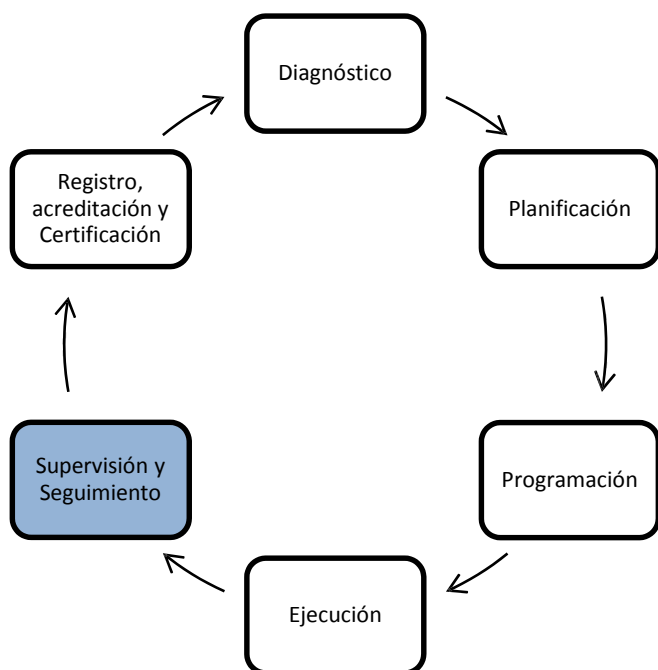 Diagnóstico
Planificación
Programación
Ejecución
Supervisión y
Seguimiento
Registro,
acreditación y
Certificación